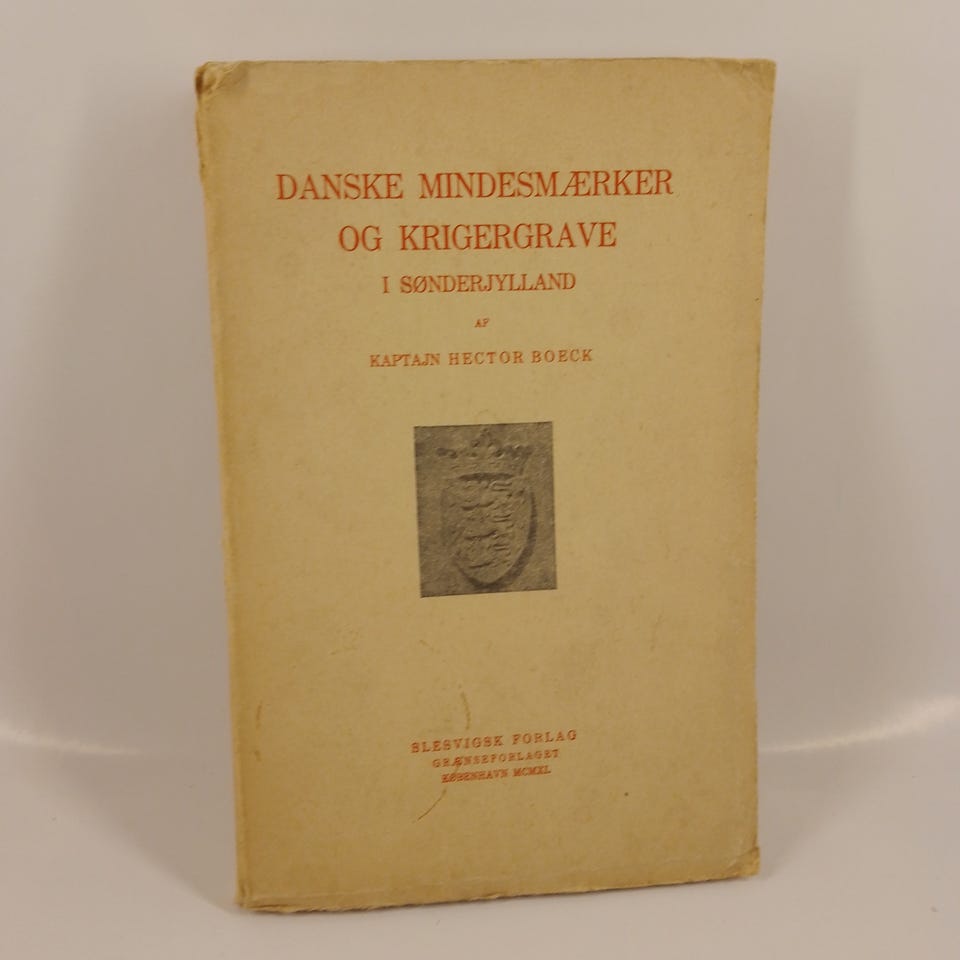 DANSKE MINDESMÆRKER
OG KRIGERGRAVE
I SØNDERJYLLAND
AF
KAPTAJN HECTOR BOECK
SLESVIGSK FORLAG
GRÆNSEFORLAGET
KØBENHAVN MCMXL